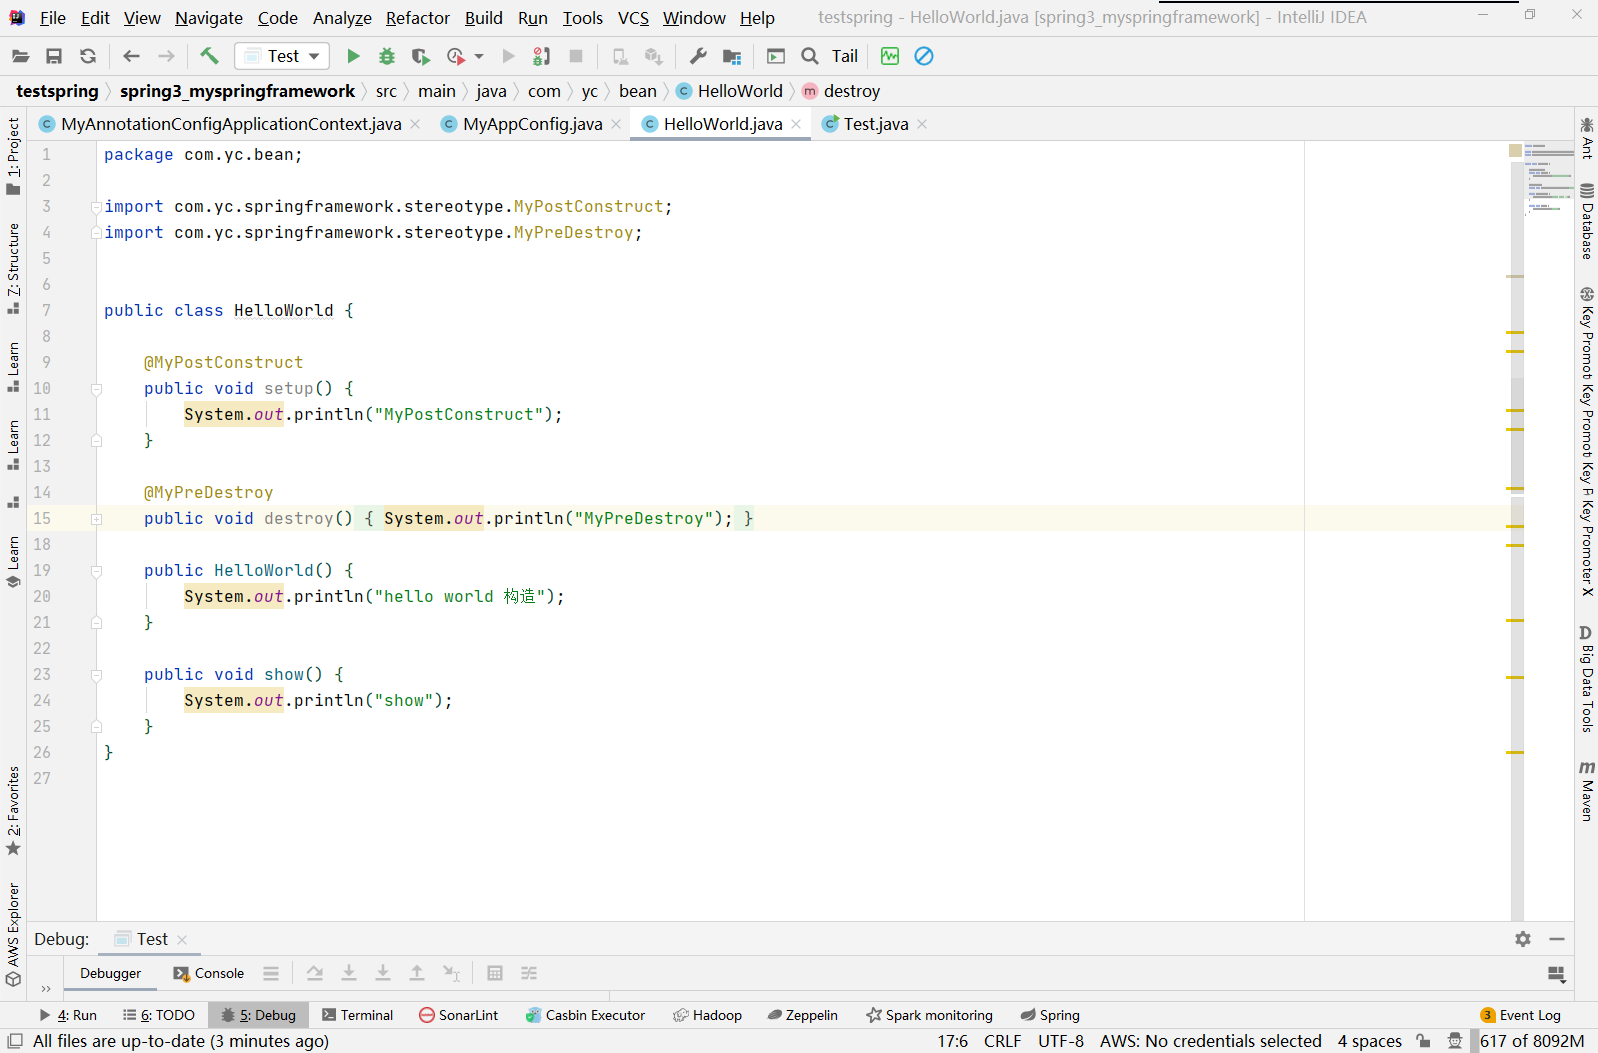 File Edit View Navigate Code Analyze Refactor Build Run Tools VCS Window Help testspring - HelloWorld.java [spring3_myspringframework] - IntelliJ IDEA
Test Tail
testspring spring3_myspringframework src main java com yc bean C HelloWorld m destroy
C MyAnnotationConfigApplicationContext.java C MyAppConfig.java C HelloWorld.java C Test.java
1 package com.yc.bean;
2
3 import com.yc.springframework.stereotype.MyPostConstruct;
4 import com.yc.springframework.stereotype.MyPreDestroy;
5
6
7 public class HelloWorld {
8
9 @MyPostConstruct
10 public void setup() {
11 System.out.println("MyPostConstruct");
12 }
13
14 @MyPreDestroy
15 public void destroy() { System.out.println("MyPreDestroy"); }
18
19 public HelloWorld() {
20 System.out.println("hello world 构造");
21 }
22
23 public void show() {
24 System.out.println("show");
25 }
26 }
27
1: Project
7: Structure
Learn
Learn
Learn
2: Favorites
AWS Explorer
Ant
Database
Key Promot
Key Promot
Key P
Key Promoter X
D Big Data Tools
m Maven
Debug: Test
» Debugger Console
4: Run 6: TODO 5: Debug Terminal SonarLint Casbin Executor Hadoop Zeppelin Spark monitoring Spring 3 Event Log
All files are up-to-date (3 minutes ago) 17:6 CRLF UTF-8 AWS: No credentials selected 4 spaces 617 of 8092M